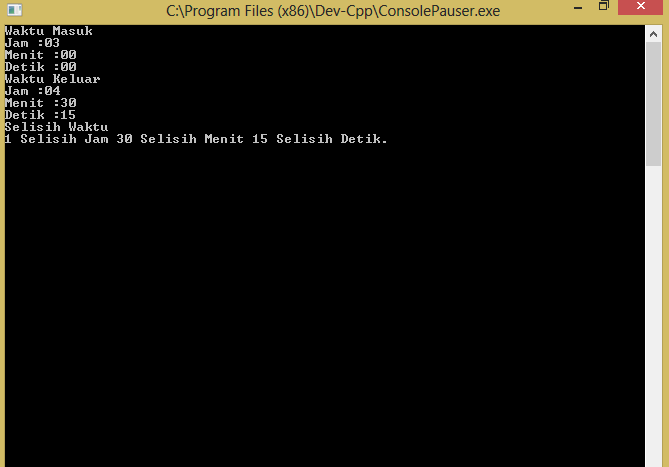 C:\Program Files (x86)\Dev-Cpp\ConsolePauser.exe
Waktu Masuk
Jam :03
Menit :00
Detik :00
Waktu Keluar
Jam :04
Menit :30
Detik :15
Selisih Waktu
1 Selisih Jam 30 Selisih Menit 15 Selisih Detik.